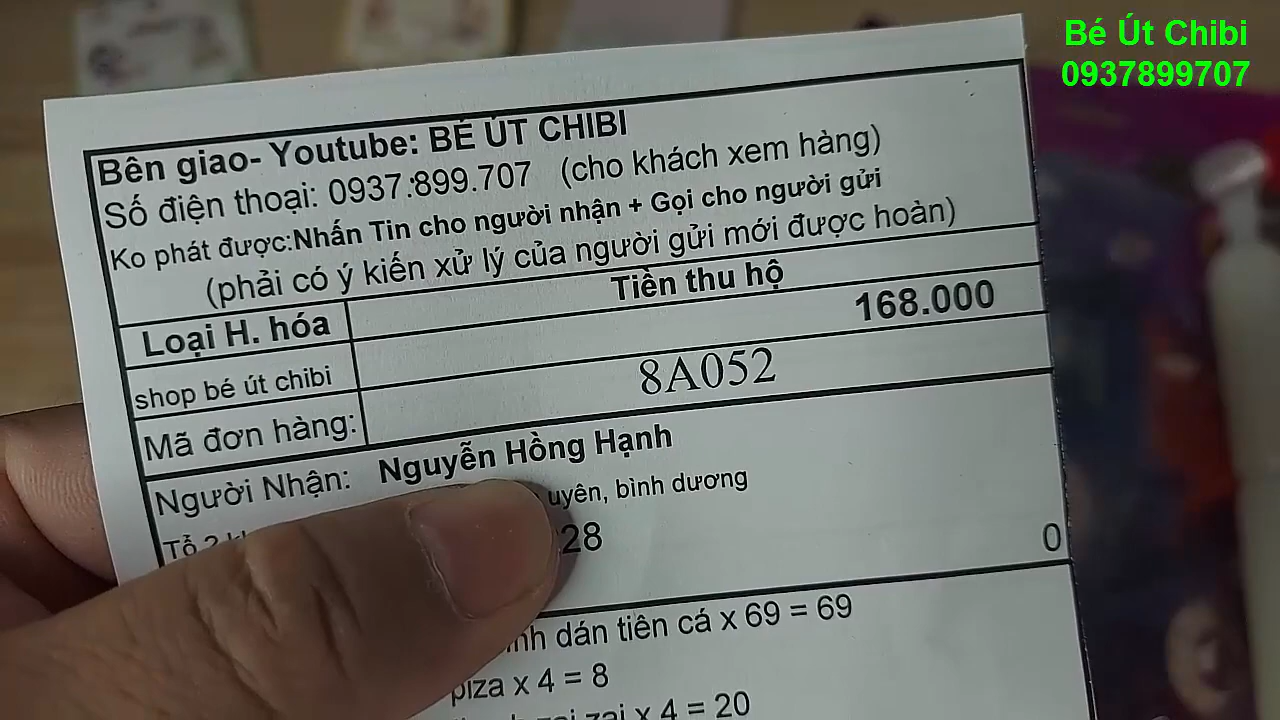 Bé Út Chibi
0937899707
Bên giao- Youtube: BÉ ÚT CHIBI
Số điện thoại: 0937.899.707 (cho khách xem hàng)
Ko phát được:Nhấn Tin cho người nhận + Gọi cho người gửi
(phải có ý kiến xử lý của người gửi mới được hoàn)
Loại H. hóa Tiền thu hộ
shop bé út chibi 168.000
Mã đơn hàng: 8A052
Người Nhận: Nguyễn Hồng Hạnh
Tổ 2 uyên, bình dương
28 0
dán tiên cá x 69 = 69
piza x 4 = 8
zai x 4 = 20